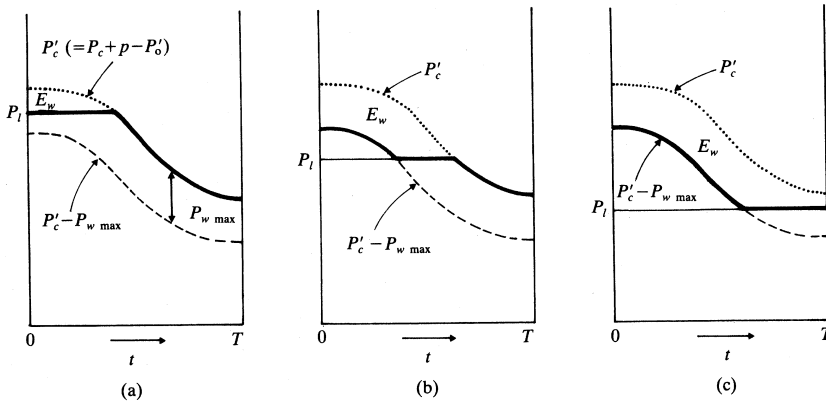 P′c (= Pc + p − P′o)
Ew
Pl
P′c − Pw max
Pw max
0
T
t
(a)
P′c
Ew
Pl
P′c − Pw max
0
T
t
(b)
P′c
Ew
P′c − Pw max
Pl
0
T
t
(c)